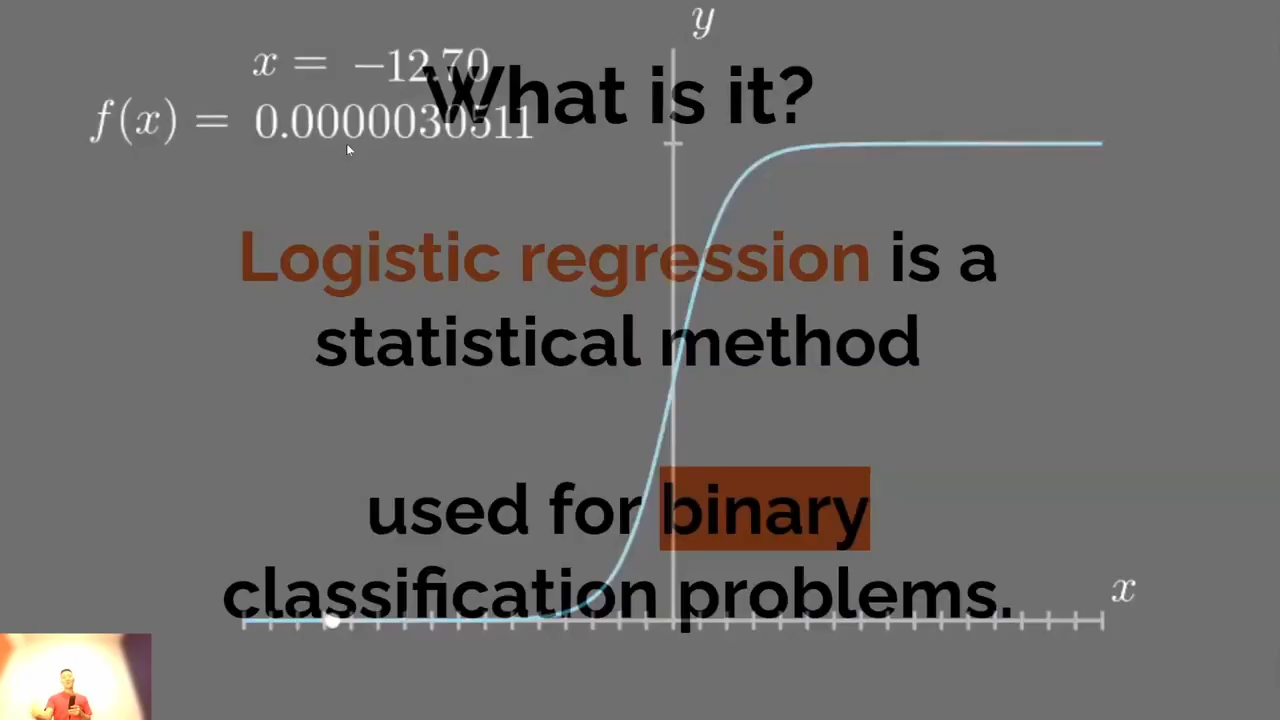 y
x = −12.70
What is it?
f(x) = 0.0000030511
Logistic regression is a
statistical method
used for binary
classification problems.
x